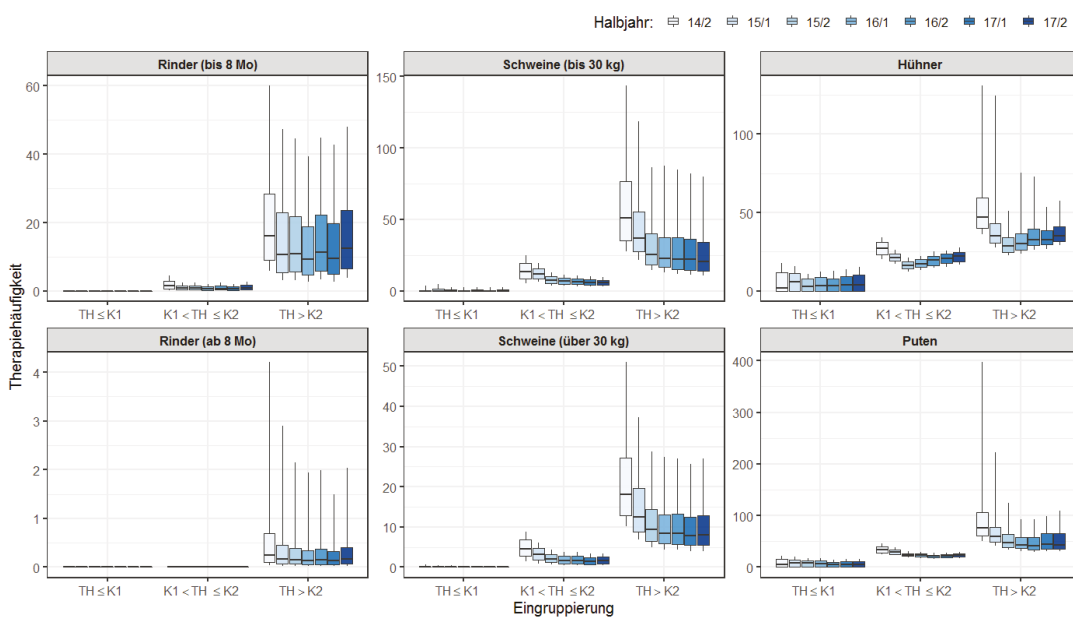 Halbjahr: 14/2 15/1 15/2 16/1 16/2 17/1 17/2
Rinder (bis 8 Mo)
60
40
20
0
TH ≤ K1 K1 < TH ≤ K2 TH > K2
Schweine (bis 30 kg)
150
100
50
0
TH ≤ K1 K1 < TH ≤ K2 TH > K2
Hühner
100
50
0
TH ≤ K1 K1 < TH ≤ K2 TH > K2
Therapiehäufigkeit
Rinder (ab 8 Mo)
4
3
2
1
0
TH ≤ K1 K1 < TH ≤ K2 TH > K2
Schweine (über 30 kg)
50
40
30
20
10
0
TH ≤ K1 K1 < TH ≤ K2 TH > K2
Puten
400
300
200
100
0
TH ≤ K1 K1 < TH ≤ K2 TH > K2
Eingruppierung